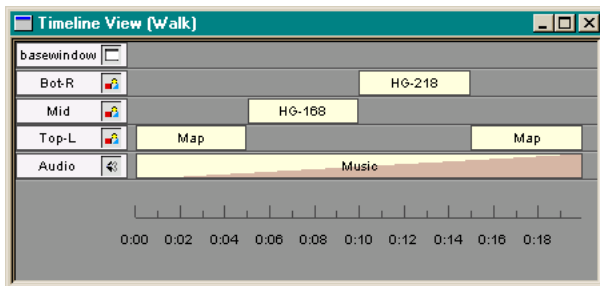 Timeline View (Walk)
basewindow
Bot-R HG-218
Mid HG-168
Top-L Map Map
Audio Music
0:00 0:02 0:04 0:06 0:08 0:10 0:12 0:14 0:16 0:18